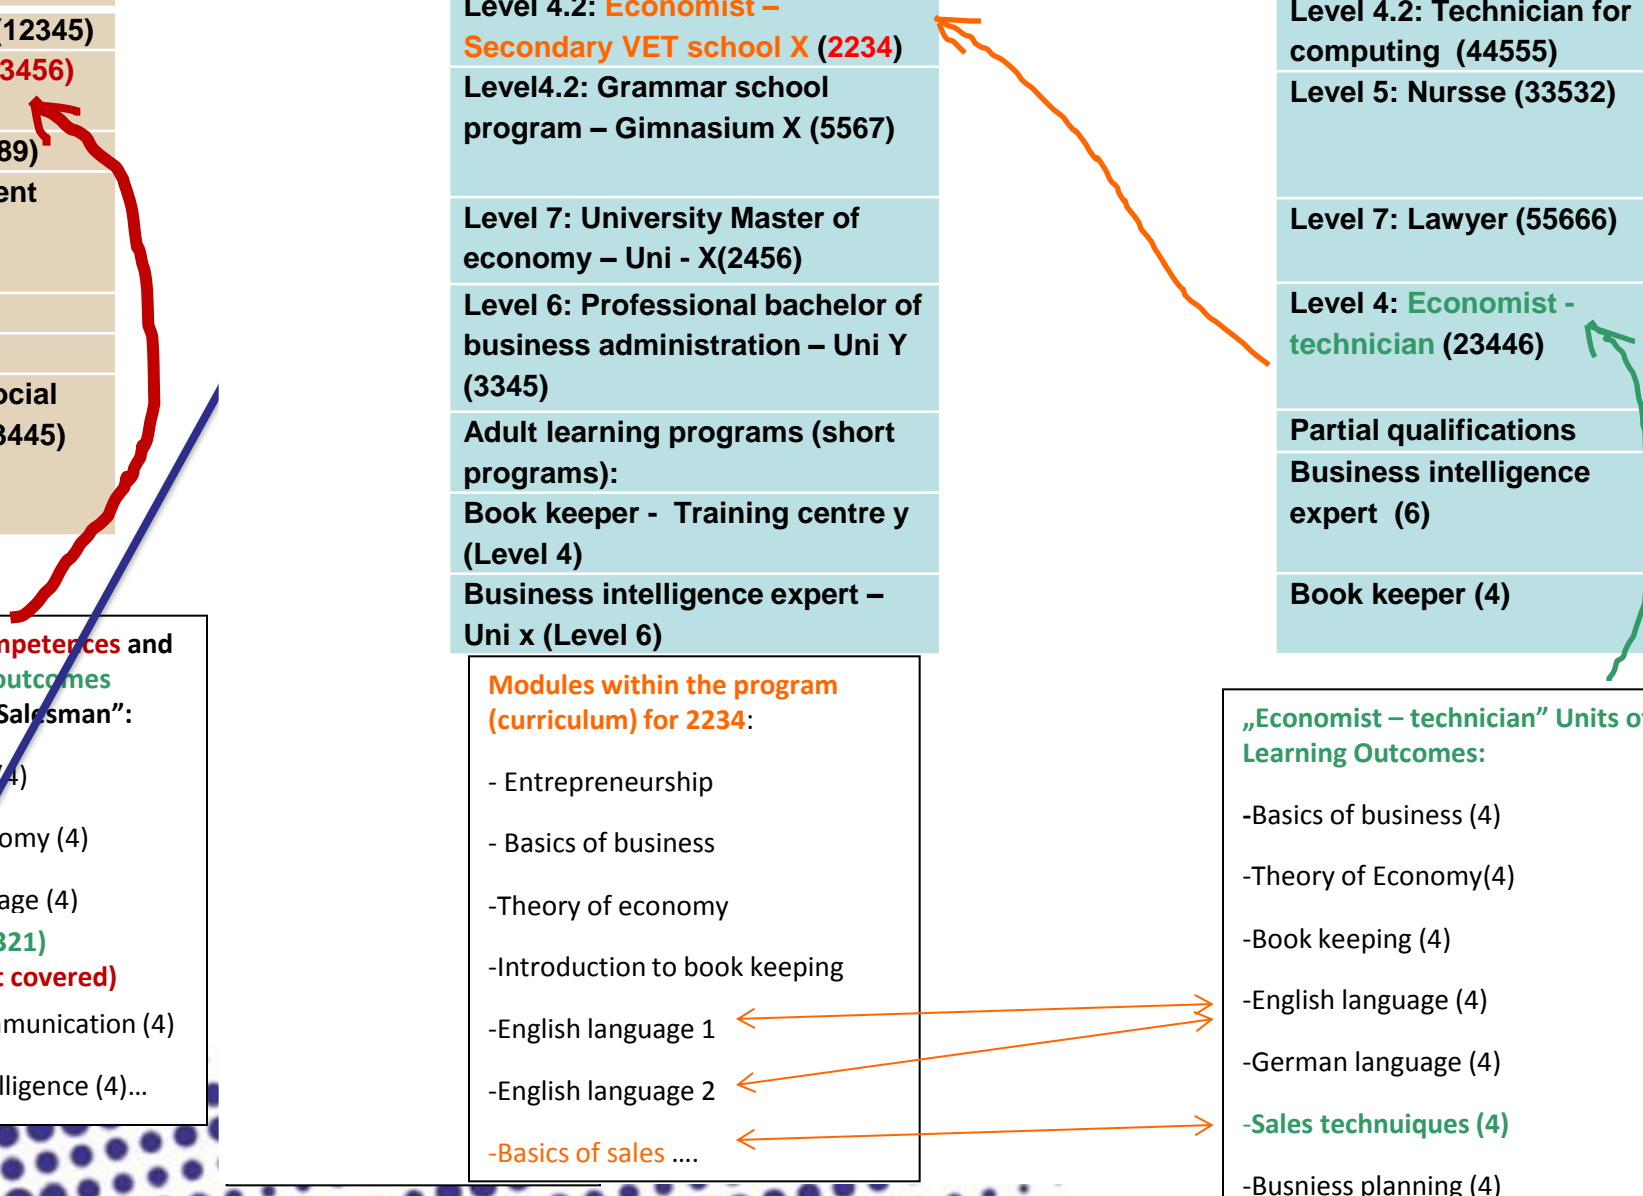 (12345)
3456)
89)
ent
ocial
3445)
mpetences and
outcomes
Salesman”:
4)
omy (4)
age (4)
321)
t covered)
mmunication (4)
lligence (4)...
Level 4.2: Economist –
Secondary VET school X (2234)
Level4.2: Grammar school
program – Gimnasium X (5567)
Level 7: University Master of
economy – Uni - X(2456)
Level 6: Professional bachelor of
business administration – Uni Y
(3345)
Adult learning programs (short
programs):
Book keeper - Training centre y
(Level 4)
Business intelligence expert –
Uni x (Level 6)
Modules within the program
(curriculum) for 2234:
- Entrepreneurship
- Basics of business
-Theory of economy
-Introduction to book keeping
-English language 1
-English language 2
-Basics of sales ....
Level 4.2: Technician for
computing (44555)
Level 5: Nursse (33532)
Level 7: Lawyer (55666)
Level 4: Economist -
technician (23446)
Partial qualifications
Business intelligence
expert (6)
Book keeper (4)
„Economist – technician” Units of
Learning Outcomes:
-Basics of business (4)
-Theory of Economy(4)
-Book keeping (4)
-English language (4)
-German language (4)
-Sales technuiques (4)
-Busniess planning (4)